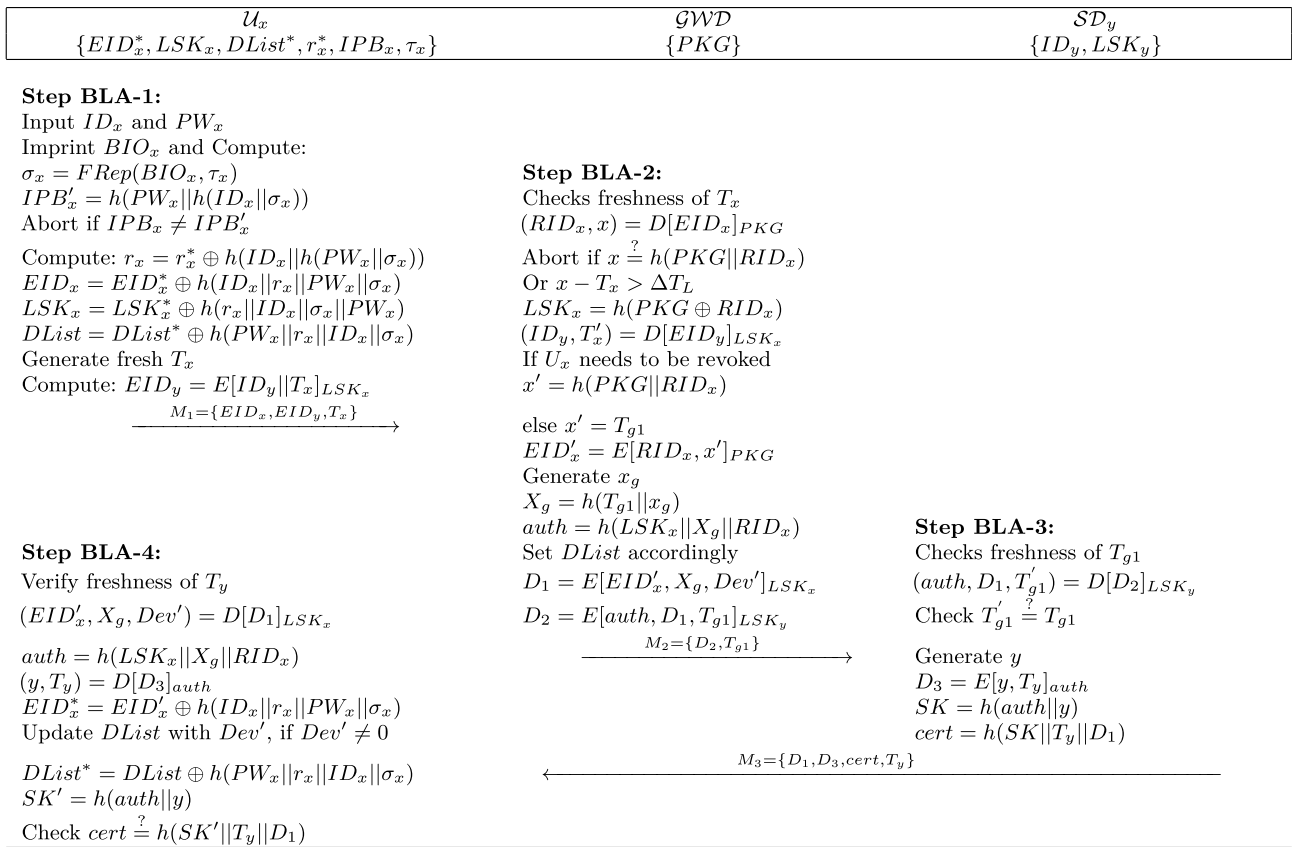 𝒰_x 𝒢𝒲𝒟 𝒮𝒟_y
{EID*_x, LSK_x, DList*, r*_x, IPB_x, τ_x} {PKG} {ID_y, LSK_y}
Step BLA-1:
Input ID_x and PW_x
Imprint BIO_x and Compute:
σ_x = FRep(BIO_x, τ_x)
IPB′_x = h(PW_x||h(ID_x||σ_x))
Abort if IPB_x ≠ IPB′_x
Compute: r_x = r*_x ⊕ h(ID_x||h(PW_x||σ_x))
EID_x = EID*_x ⊕ h(ID_x||r_x||PW_x||σ_x)
LSK_x = LSK*_x ⊕ h(r_x||ID_x||σ_x||PW_x)
DList = DList* ⊕ h(PW_x||r_x||ID_x||σ_x)
Generate fresh T_x
Compute: EID_y = E[ID_y||T_x]_{LSK_x}
M_1={EID_x,EID_y,T_x}
Step BLA-2:
Checks freshness of T_x
(RID_x, x) = D[EID_x]_{PKG}
Abort if x ≟ h(PKG||RID_x)
Or x − T_x > ΔT_L
LSK_x = h(PKG ⊕ RID_x)
(ID_y, T′_x) = D[EID_y]_{LSK_x}
If U_x needs to be revoked
x′ = h(PKG||RID_x)
else x′ = T_{g1}
EID′_x = E[RID_x, x′]_{PKG}
Generate x_g
X_g = h(T_{g1}||x_g)
auth = h(LSK_x||X_g||RID_x)
Set DList accordingly
D_1 = E[EID′_x, X_g, Dev′]_{LSK_x}
D_2 = E[auth, D_1, T_{g1}]_{LSK_y}
M_2={D_2,T_{g1}}
Step BLA-3:
Checks freshness of T_{g1}
(auth, D_1, T′_{g1}) = D[D_2]_{LSK_y}
Check T′_{g1} ≟ T_{g1}
Generate y
D_3 = E[y, T_y]_{auth}
SK = h(auth||y)
cert = h(SK||T_y||D_1)
M_3={D_1,D_3,cert,T_y}
Step BLA-4:
Verify freshness of T_y
(EID′_x, X_g, Dev′) = D[D_1]_{LSK_x}
auth = h(LSK_x||X_g||RID_x)
(y, T_y) = D[D_3]_{auth}
EID*_x = EID′_x ⊕ h(ID_x||r_x||PW_x||σ_x)
Update DList with Dev′, if Dev′ ≠ 0
DList* = DList ⊕ h(PW_x||r_x||ID_x||σ_x)
SK′ = h(auth||y)
Check cert ≟ h(SK′||T_y||D_1)